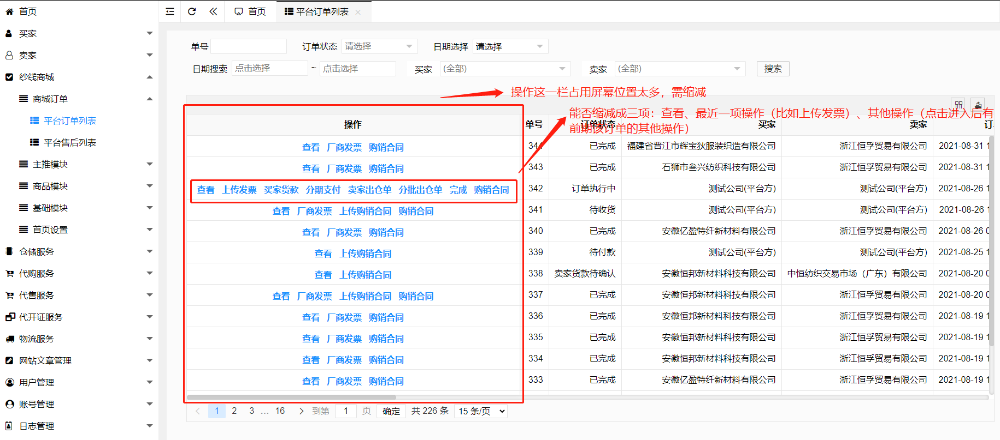 首页
买家
卖家
纱线商城
商城订单
平台订单列表
平台售后列表
主推模块
商品模块
基础模块
首页设置
仓储服务
代购服务
代售服务
代开证服务
物流服务
网站文章管理
用户管理
账号管理
日志管理
首页 平台订单列表
单号 订单状态 请选择 日期选择 请选择
日期搜索 点击选择 ~ 点击选择 买家 (全部) 卖家 (全部) 搜索
操作这一栏占用屏幕位置太多，需缩减
能否缩减成三项：查看、最近一项操作（比如上传发票）、其他操作（点击进入后有
前期该订单的其他操作）
操作 单号 订单状态 买家 卖家 订
查看 厂商发票 购销合同 344 已完成 福建省晋江市辉宝狄服装织造有限公司 浙江恒孚贸易有限公司 2021-08-31 1
查看 厂商发票 购销合同 343 已完成 石狮市叁兴纺织科技有限公司 浙江恒孚贸易有限公司 2021-08-31 1
查看 上传发票 买家货款 分期支付 卖家出仓单 分批出仓单 完成 购销合同 342 订单执行中 测试公司(平台方) 测试公司(平台方) 2021-08-26 1
查看 厂商发票 上传购销合同 购销合同 341 待收货 测试公司(平台方) 测试公司(平台方) 2021-08-26 1
查看 厂商发票 购销合同 340 已完成 安徽亿盈特纤新材料有限公司 浙江恒孚贸易有限公司 2021-08-26 0
查看 上传购销合同 339 待付款 测试公司(平台方) 测试公司(平台方) 2021-08-25 1
查看 上传购销合同 338 卖家货款待确认 安徽恒邦新材料科技有限公司 中恒纺织交易市场（广东）有限公司 2021-08-20 0
查看 厂商发票 上传购销合同 购销合同 337 已完成 安徽恒邦新材料科技有限公司 浙江恒孚贸易有限公司 2021-08-20 0
查看 厂商发票 购销合同 336 已完成 安徽恒邦新材料科技有限公司 浙江恒孚贸易有限公司 2021-08-19 1
查看 厂商发票 购销合同 335 已完成 安徽恒邦新材料科技有限公司 浙江恒孚贸易有限公司 2021-08-19 1
查看 厂商发票 购销合同 334 已完成 安徽恒邦新材料科技有限公司 浙江恒孚贸易有限公司 2021-08-19 1
查看 厂商发票 购销合同 333 已完成 安徽亿盈特纤新材料有限公司 浙江恒孚贸易有限公司 2021-08-19 1
1 2 3 … 16 到第 1 页 确定 共 226 条 15 条/页